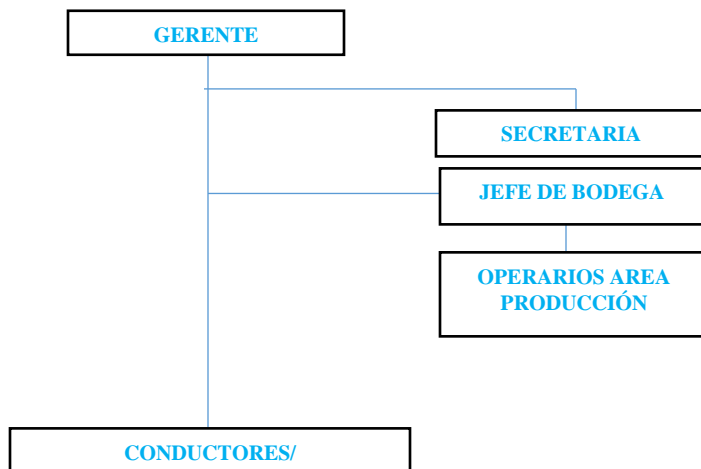 GERENTE
SECRETARIA
JEFE DE BODEGA
OPERARIOS AREA
PRODUCCIÓN
CONDUCTORES/